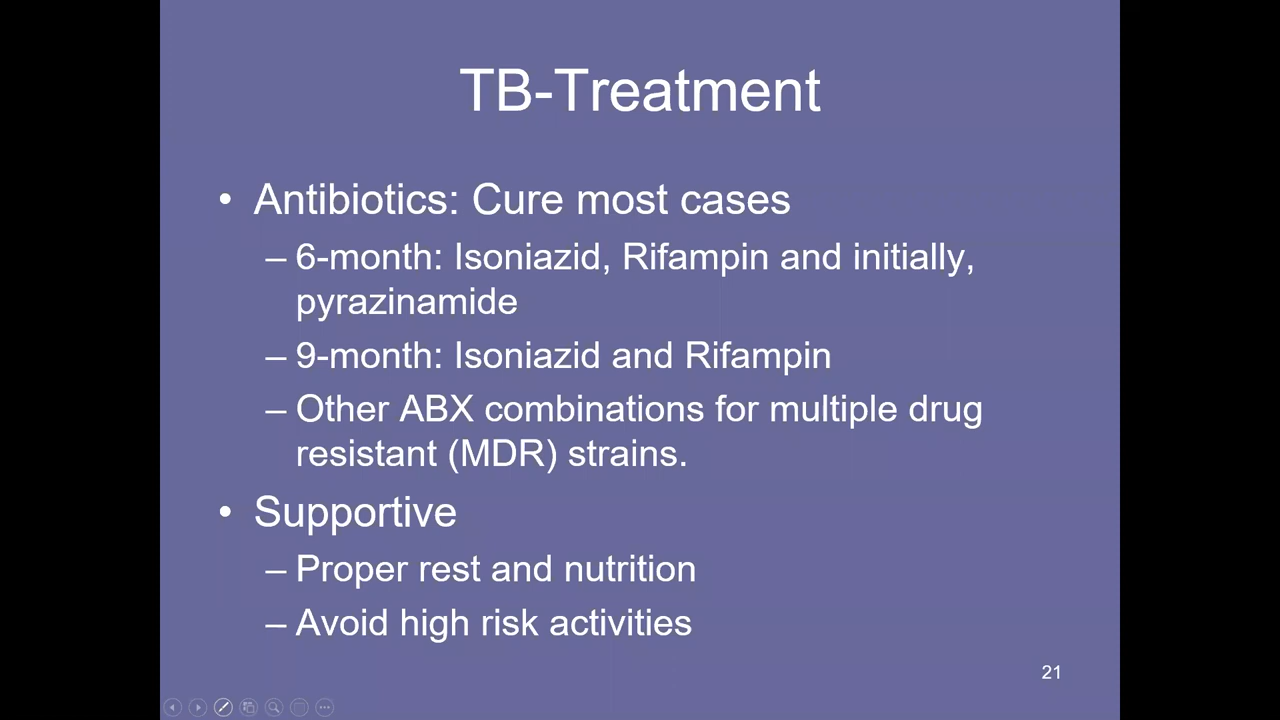 TB-Treatment
• Antibiotics: Cure most cases
– 6-month: Isoniazid, Rifampin and initially,
pyrazinamide
– 9-month: Isoniazid and Rifampin
– Other ABX combinations for multiple drug
resistant (MDR) strains.
• Supportive
– Proper rest and nutrition
– Avoid high risk activities
21